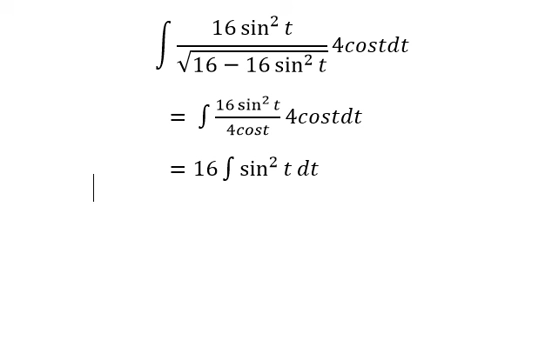 ∫ 16 sin² t / √(16 − 16 sin² t) 4costdt
= ∫ 16 sin² t / 4cost 4costdt
= 16 ∫ sin² t dt